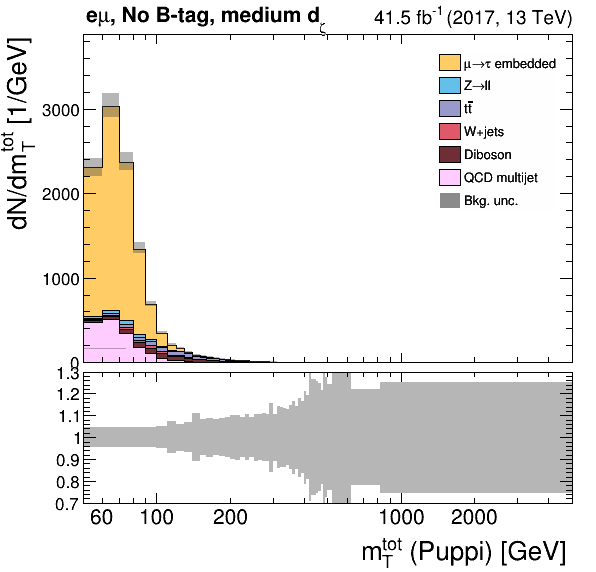 eμ, No B-tag, medium dζ
41.5 fb⁻¹ (2017, 13 TeV)
dN/dm_T^tot [1/GeV]
3000
2000
1000
0
μ→τ embedded
Z→ll
tt̄
W+jets
Diboson
QCD multijet
Bkg. unc.
1.3
1.2
1.1
1
0.9
0.8
0.7
60 100 200 1000 2000
m_T^tot (Puppi) [GeV]